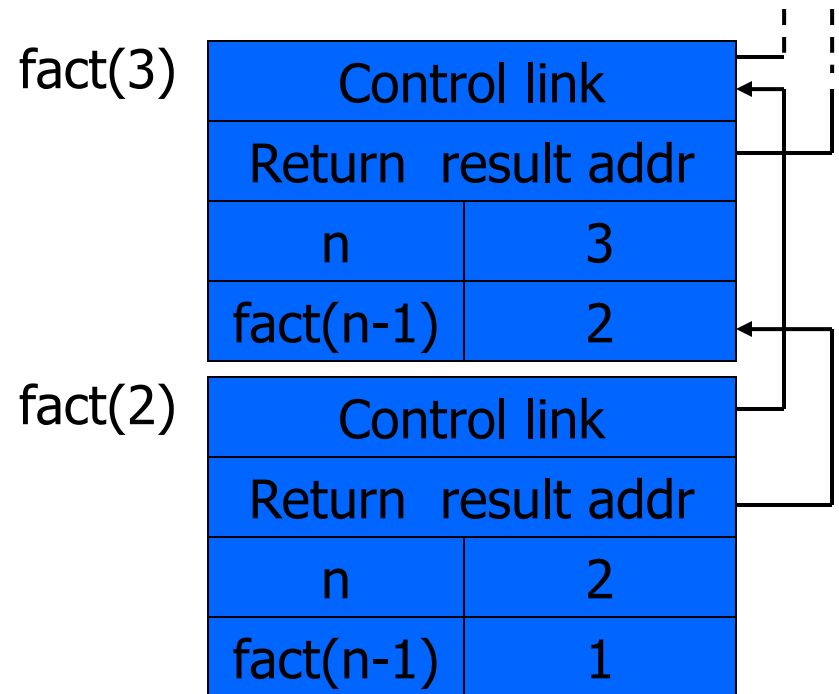 fact(3)
Control link
Return result addr
n 3
fact(n-1) 2
fact(2)
Control link
Return result addr
n 2
fact(n-1) 1